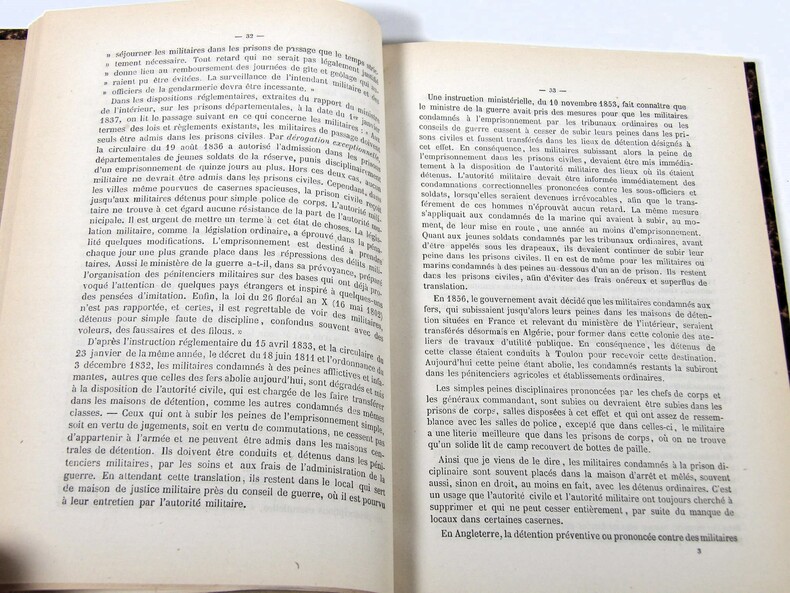 — 32 —
» séjourner les militaires dans les prisons de passage que le temps
» tement nécessaire. Tout retard qui ne serait pas légalement justifié
» donne lieu au remboursement des journées de gîte et geôlage qui
» raient pu être évitées. La surveillance de l'intendant militaire et des
» officiers de la gendarmerie devra être incessante. »
Dans les dispositions réglementaires, extraites du rapport du ministre
de l'intérieur, sur les prisons départementales, à la date du 1er
1837, on lit le passage suivant en ce qui concerne les militaires : « Aux
termes des lois et règlements existants, les militaires de passage doivent
seuls être admis dans les prisons civiles. Par dérogation exceptionnelle,
la circulaire du 19 août 1836 a autorisé l'admission dans les prisons
départementales de jeunes soldats de la réserve, punis disciplinairement
d'un emprisonnement de quinze jours au plus. Hors ces deux cas, aucun
militaire ne devrait être admis dans les prisons civiles. Cependant, dans
les villes même pourvues de casernes spacieuses, la prison civile reçoit
jusqu'aux militaires détenus pour simple police de corps. L'autorité mili-
taire ne trouve à cet égard aucune résistance de la part de l'autorité mu-
nicipale. Il est urgent de mettre un terme à cet état de choses. La légis-
lation militaire, comme la législation ordinaire, a éprouvé dans la péna-
lité quelques modifications. L'emprisonnement est destiné à prendre
chaque jour une plus grande place dans les répressions des délits mili-
taires. Aussi le ministre de la guerre a-t-il, dans sa prévoyance, préparé
l'organisation des pénitenciers militaires sur des bases qui ont déjà pro-
voqué l'attention de quelques pays étrangers et inspiré à quelques-uns
des pensées d'imitation. Enfin, la loi du 26 floréal an X (16 mai 1802)
n'est pas rapportée, et certes, il est regrettable de voir des militaires,
détenus pour simple faute de discipline, confondus souvent avec des
voleurs, des faussaires et des filous. »
D'après l'instruction réglementaire du 15 avril 1833, et la circulaire du
23 janvier de la même année, le décret du 18 juin 1811 et l'ordonnance du
3 décembre 1832, les militaires condamnés à des peines afflictives et infa-
mantes, autres que celles des fers abolie aujourd'hui, sont dégradés et mis
à la disposition de l'autorité civile, qui est chargée de les faire transférer
dans les maisons de détention, comme les autres condamnés des mêmes
classes. — Ceux qui ont à subir les peines de l'emprisonnement simple,
soit en vertu de jugements, soit en vertu de commutations, ne cessent pas
d'appartenir à l'armée et ne peuvent être admis dans les maisons cen-
trales de détention. Ils doivent être conduits et détenus dans les péni-
tenciers militaires, par les soins et aux frais de l'administration de la
guerre. En attendant cette translation, ils restent dans le local qui sert
de maison de justice militaire près du conseil de guerre, où il est pourvu
à leur entretien par l'autorité militaire.
— 33 —
Une instruction ministérielle, du 10 novembre 1853, fait connaître que
le ministre de la guerre avait pris des mesures pour que les militaires
condamnés à l'emprisonnement par les tribunaux ordinaires ou les
conseils de guerre eussent à cesser de subir leurs peines dans les pri-
sons civiles et fussent transférés dans les lieux de détention désignés à
cet effet. En conséquence, les militaires subissant alors la peine de
l'emprisonnement dans les prisons civiles, devaient être mis immédia-
tement à la disposition de l'autorité militaire des lieux où ils étaient
détenus. L'autorité militaire devait être informée immédiatement des
condamnations correctionnelles prononcées contre les sous-officiers et
soldats, lorsqu'elles seraient devenues irrévocables, afin que le trans-
fèrement de ces hommes n'éprouvât aucun retard. La même mesure
s'appliquait aux condamnés de la marine qui avaient à subir, au mo-
ment, de leur mise en route, une année au moins d'emprisonnement.
Quant aux jeunes soldats condamnés par les tribunaux ordinaires, avant
d'être appelés sous les drapeaux, ils devaient continuer de subir leur
peine dans les prisons civiles. Il en est de même pour les militaires ou
marins condamnés à des peines au-dessous d'un an de prison. Ils restent
dans les prisons civiles, afin d'éviter des frais onéreux et superflus de
translation.
En 1856, le gouvernement avait décidé que les militaires condamnés aux
fers, qui subissaient jusqu'alors leurs peines dans les maisons de déten-
tion situées en France et relevant du ministère de l'intérieur, seraient
transférés désormais en Algérie, pour former dans cette colonie des ate-
liers de travaux d'utilité publique. En conséquence, les détenus de
cette classe étaient conduits à Toulon pour recevoir cette destination.
Aujourd'hui cette peine étant abolie, les condamnés restants la subiront
dans les pénitenciers agricoles et établissements ordinaires.
Les simples peines disciplinaires prononcées par les chefs de corps et
les généraux commandant, sont subies ou devraient être subies dans les
prisons de corps, salles disposées à cet effet et qui ont assez de ressem-
blance avec les salles de police, excepté que dans celles-ci, le militaire
a une literie meilleure que dans les prisons de corps, où on ne trouve
qu'un solide lit de camp recouvert de bottes de paille.
Ainsi que je viens de le dire, les militaires condamnés à la prison di-
ciplinaire sont souvent placés dans la maison d'arrêt et mêlés, souvent
aussi, sinon en droit, au moins en fait, avec les détenus ordinaires. C'est
un usage que l'autorité civile et l'autorité militaire ont toujours cherché à
supprimer et qui ne peut cesser entièrement, par suite du manque de
locaux dans certaines casernes.
En Angleterre, la détention préventive ou prononcée contre des militaires
3